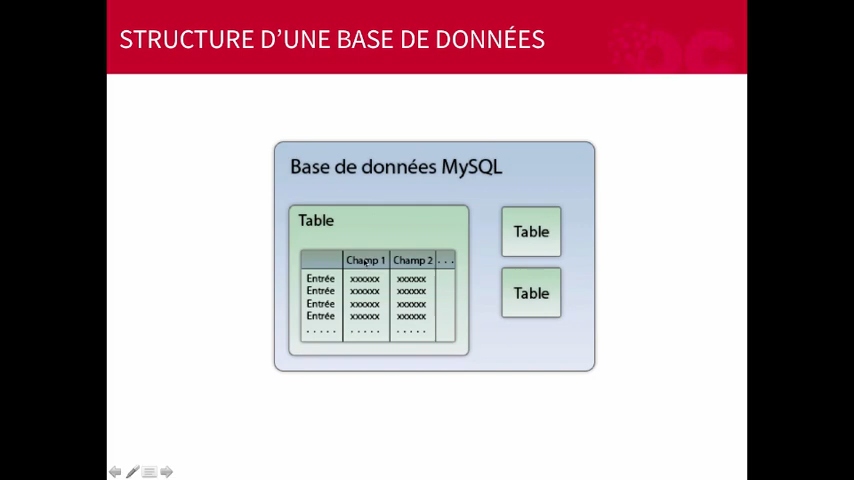 STRUCTURE D’UNE BASE DE DONNÉES
OC
Base de données MySQL
Table
Champ 1 Champ 2 . . .
Entrée xxxxxx xxxxxx
Entrée xxxxxx xxxxxx
Entrée xxxxxx xxxxxx
Entrée xxxxxx xxxxxx
. . . . . . . . . . . . . . .
Table
Table